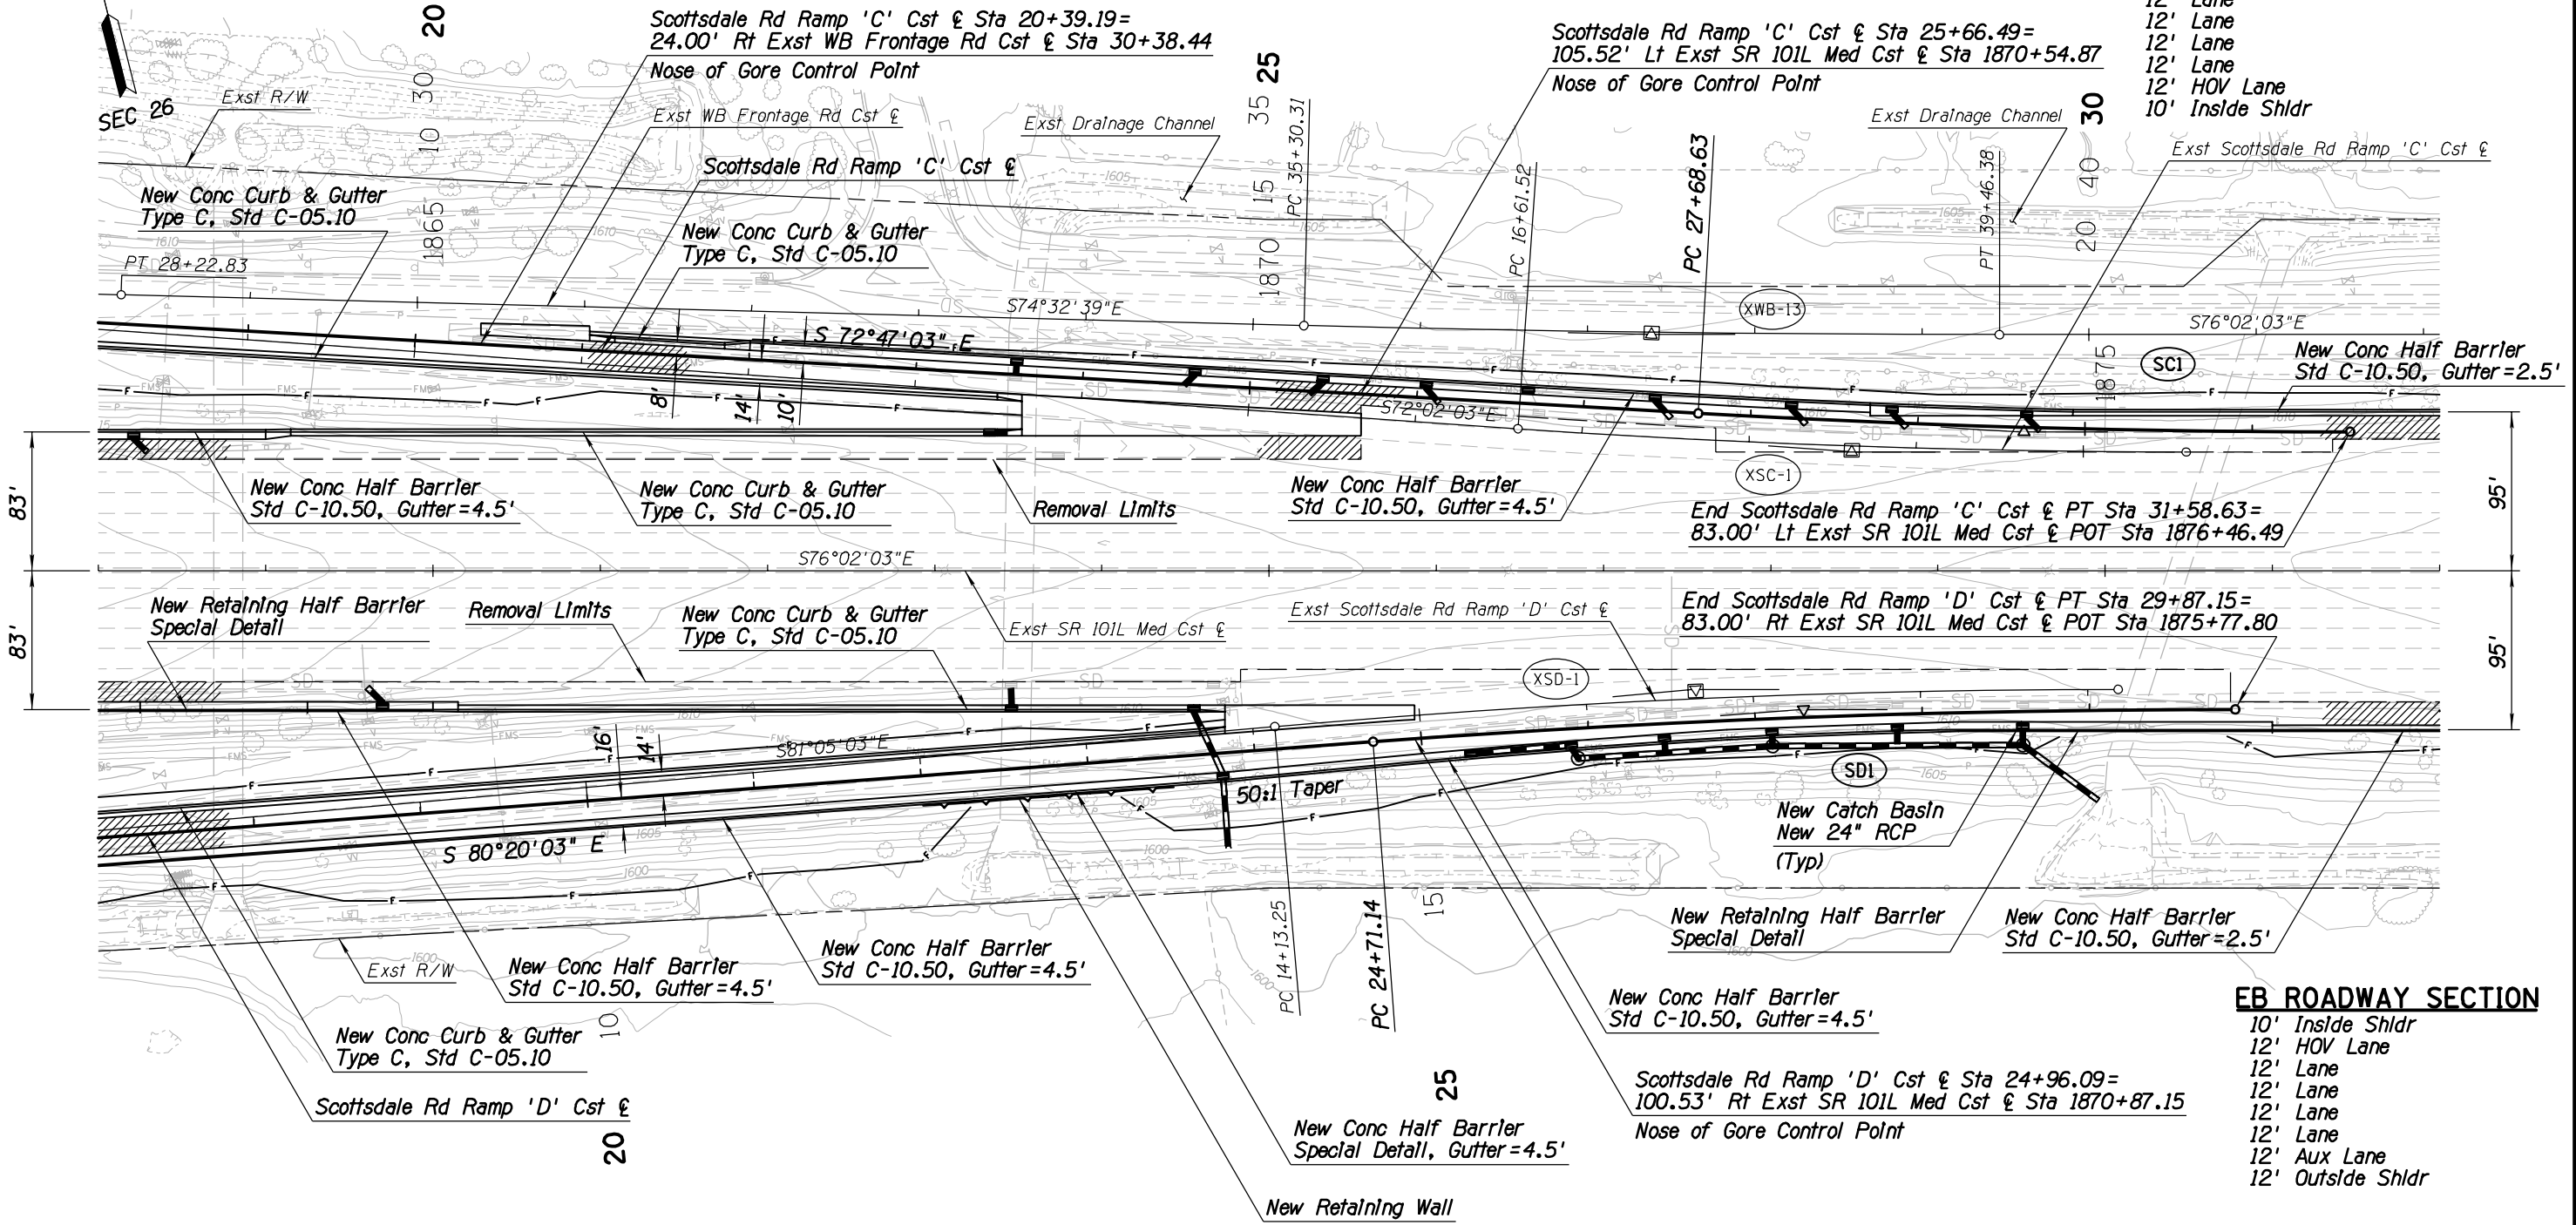 20
Scottsdale Rd Ramp 'C' Cst ℄ Sta 20+39.19=
24.00' Rt Exst WB Frontage Rd Cst ℄ Sta 30+38.44
Nose of Gore Control Point
25
Scottsdale Rd Ramp 'C' Cst ℄ Sta 25+66.49=
105.52' Lt Exst SR 101L Med Cst ℄ Sta 1870+54.87
Nose of Gore Control Point
12' Lane
12' Lane
12' Lane
12' Lane
12' HOV Lane
10' Inside Shldr
SEC 26
Exst R/W
30
10
1865
Exst WB Frontage Rd Cst ℄
Exst Drainage Channel
35
15
1870
PC 35+30.31
Exst Drainage Channel
30
40
20
1875
Exst Scottsdale Rd Ramp 'C' Cst ℄
Scottsdale Rd Ramp 'C' Cst ℄
New Conc Curb & Gutter
Type C, Std C-05.10
New Conc Curb & Gutter
Type C, Std C-05.10
PC 16+61.52
PC 27+68.63
PT 39+46.38
1605
1605
1605
1610
1610
PT 28+22.83
S74°32'39"E
S 72°47'03" E
XWB-13
S76°02'03"E
SC1
New Conc Half Barrier
Std C-10.50, Gutter=2.5'
8'
14'
10'
S72°02'03"E
XSC-1
83'
95'
New Conc Half Barrier
Std C-10.50, Gutter=4.5'
New Conc Curb & Gutter
Type C, Std C-05.10
Removal Limits
New Conc Half Barrier
Std C-10.50, Gutter=4.5'
End Scottsdale Rd Ramp 'C' Cst ℄ PT Sta 31+58.63=
83.00' Lt Exst SR 101L Med Cst ℄ POT Sta 1876+46.49
S76°02'03"E
83'
95'
New Retaining Half Barrier
Special Detail
Removal Limits
New Conc Curb & Gutter
Type C, Std C-05.10
Exst SR 101L Med Cst ℄
Exst Scottsdale Rd Ramp 'D' Cst ℄
End Scottsdale Rd Ramp 'D' Cst ℄ PT Sta 29+87.15=
83.00' Rt Exst SR 101L Med Cst ℄ POT Sta 1875+77.80
XSD-1
16'
14'
S81°05'03"E
S 80°20'03" E
50:1 Taper
SD1
1605
1605
1600
1600
New Catch Basin
New 24" RCP
(Typ)
15
PC 14+13.25
PC 24+71.14
New Retaining Half Barrier
Special Detail
New Conc Half Barrier
Std C-10.50, Gutter=2.5'
Exst R/W
1600
New Conc Half Barrier
Std C-10.50, Gutter=4.5'
New Conc Half Barrier
Std C-10.50, Gutter=4.5'
New Conc Half Barrier
Std C-10.50, Gutter=4.5'
10
New Conc Curb & Gutter
Type C, Std C-05.10
Scottsdale Rd Ramp 'D' Cst ℄
20
25
Scottsdale Rd Ramp 'D' Cst ℄ Sta 24+96.09=
100.53' Rt Exst SR 101L Med Cst ℄ Sta 1870+87.15
Nose of Gore Control Point
New Conc Half Barrier
Special Detail, Gutter=4.5'
New Retaining Wall
EB ROADWAY SECTION
10' Inside Shldr
12' HOV Lane
12' Lane
12' Lane
12' Lane
12' Lane
12' Aux Lane
12' Outside Shldr